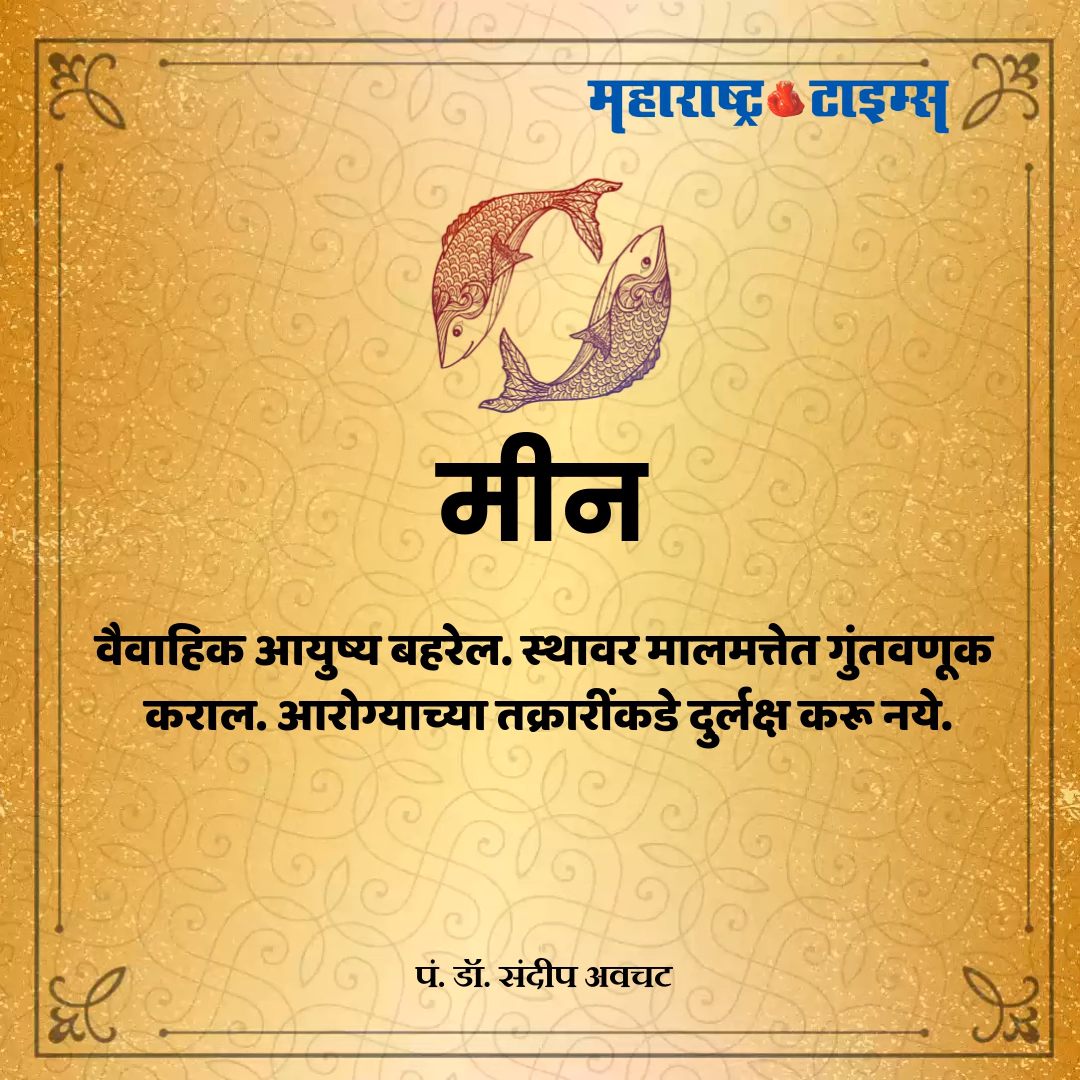 महाराष्ट्र टाइम्स
मीन
वैवाहिक आयुष्य बहरेल. स्थावर मालमत्तेत गुंतवणूक
कराल. आरोग्याच्या तक्रारींकडे दुर्लक्ष करू नये.
पं. डॉ. संदीप अवचट